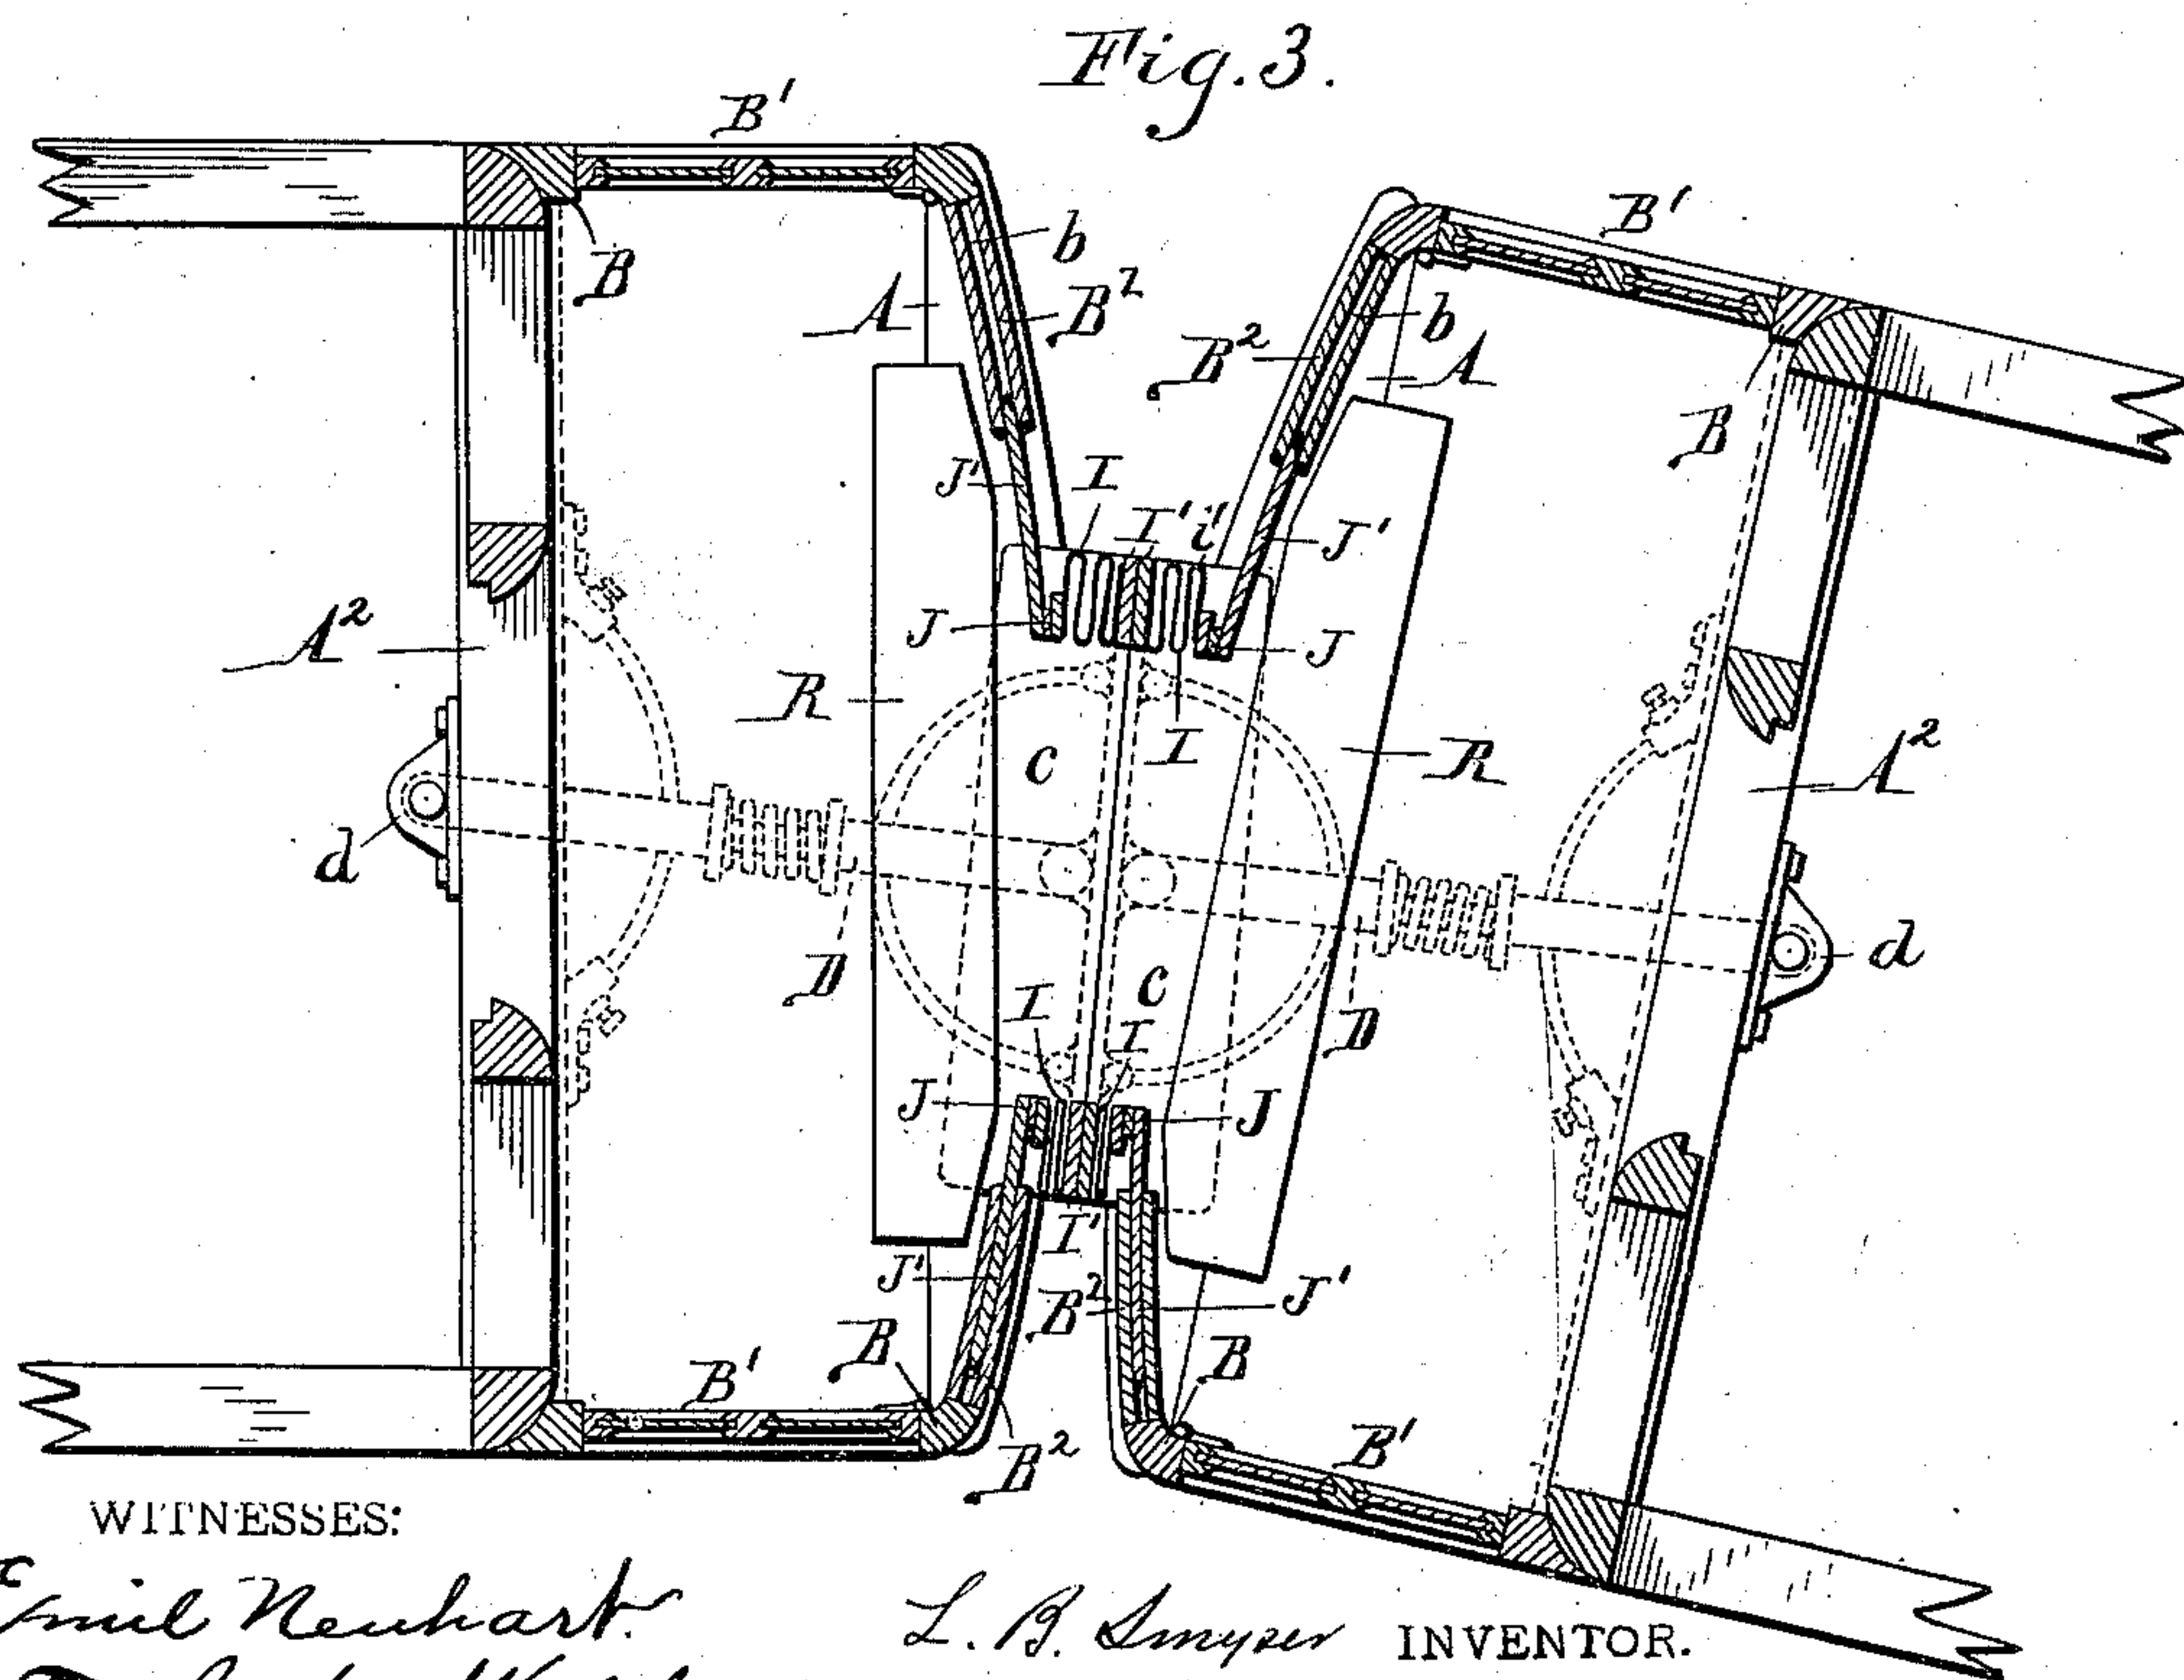 Fig. 3.
B'
B'
b
B
A
B²
B²
b
A
B
J'
I
I'
i'
J'
A²
J
J
R
I
R
A²
c
d
D
c
d
D
I
I
J
J
I'
J'
B²
J'
B
B
B'
B'
B²
WITNESSES:
Emil Neuhart.
L. B. Smyser INVENTOR.